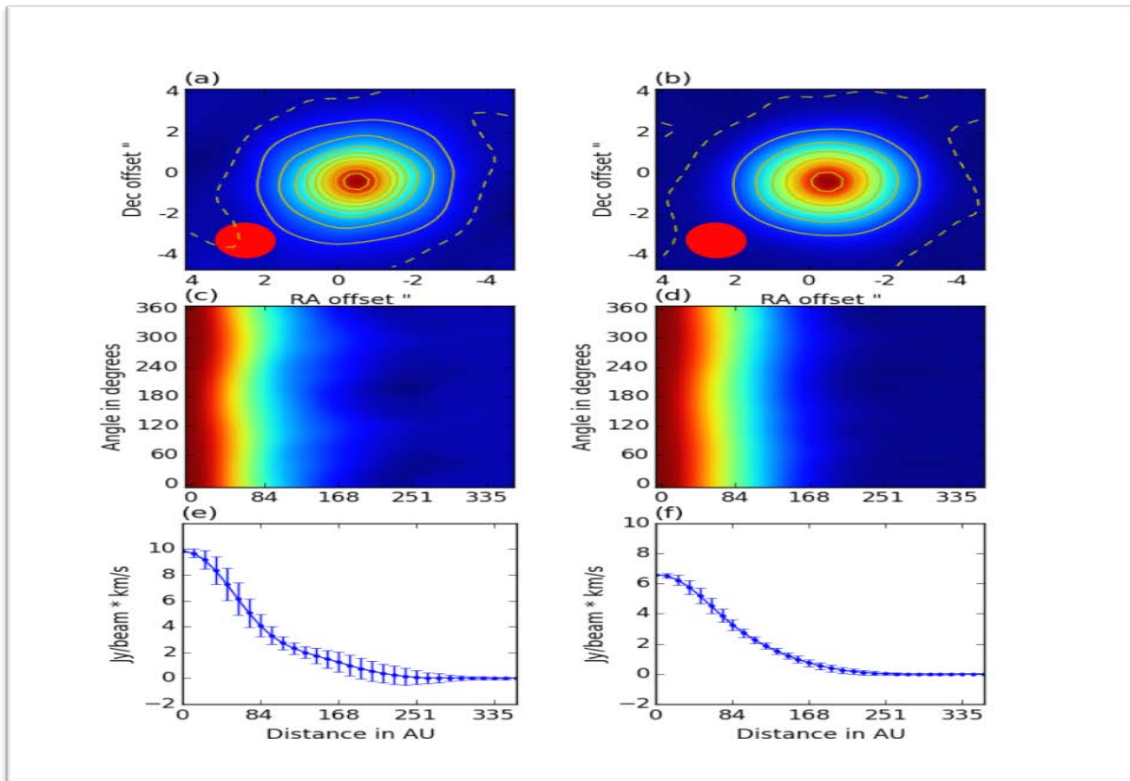 (a)
4
2
0
-2
-4
Dec offset "
4 2 0 -2 -4
RA offset "
(b)
4
2
0
-2
-4
Dec offset "
4 2 0 -2 -4
RA offset "
(c)
360
300
240
180
120
60
0
Angle in degrees
0 84 168 251 335
(d)
360
300
240
180
120
60
0
Angle in degrees
0 84 168 251 335
(e)
10
8
6
4
2
0
−2
Jy/beam * km/s
0 84 168 251 335
Distance in AU
(f)
10
8
6
4
2
0
−2
Jy/beam * km/s
0 84 168 251 335
Distance in AU